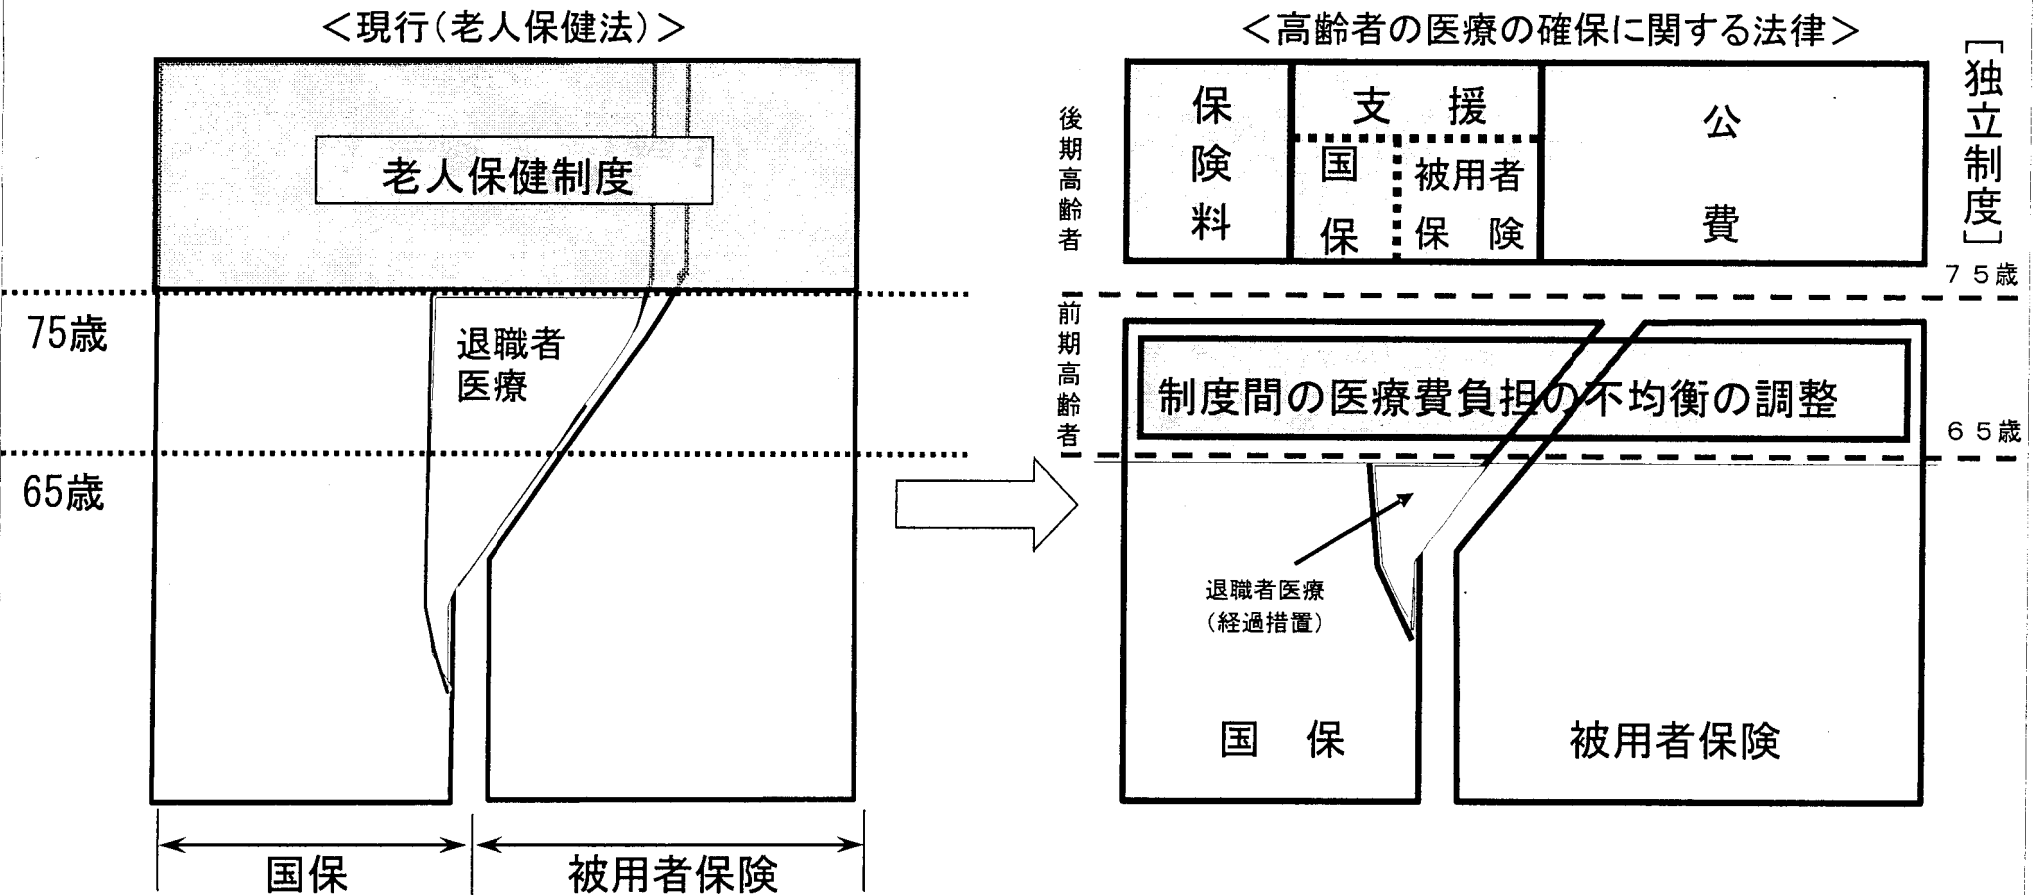 <現行(老人保健法)>
老人保健制度
75歳
退職者
医療
65歳
国保
被用者保険
<高齢者の医療の確保に関する法律>
[独立制度]
後期高齢者
保険料
支 援
国保
被用者
保 険
公費
75歳
前期高齢者
制度間の医療費負担の不均衡の調整
65歳
退職者医療
(経過措置)
国 保
被用者保険